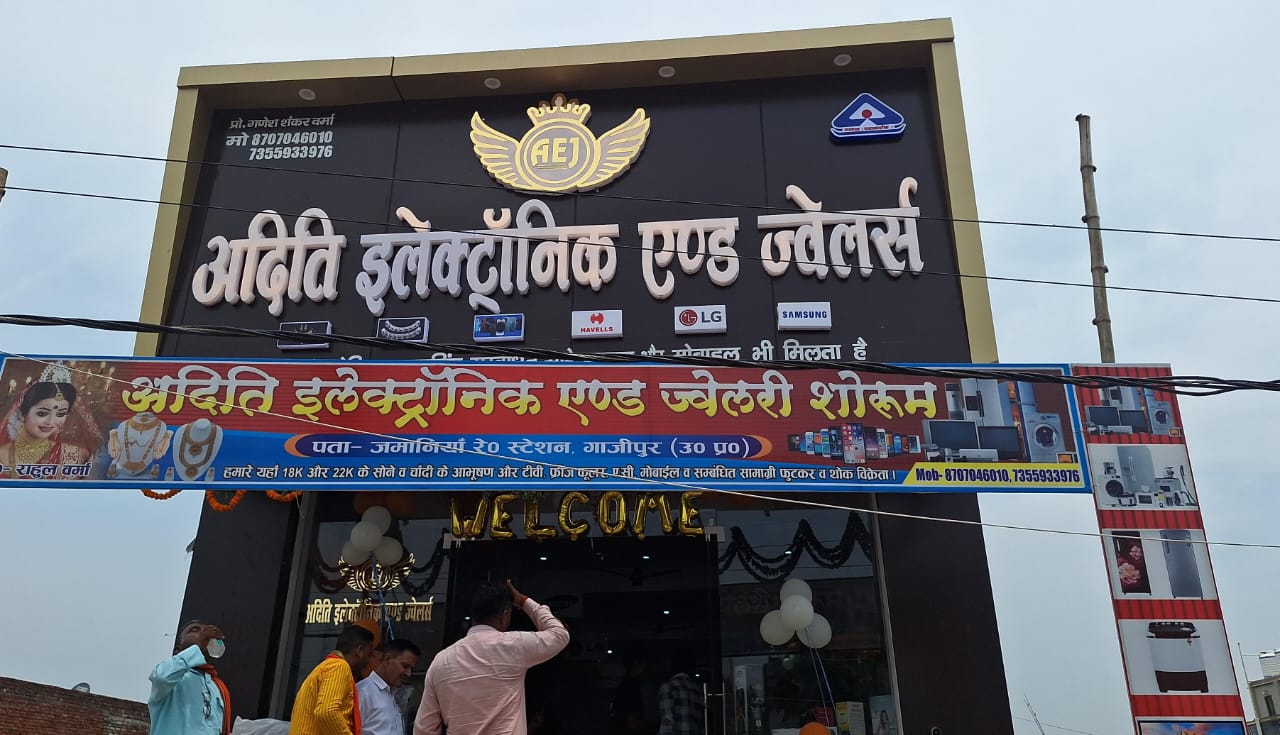 प्रो. गणेश शंकर वर्मा
मो 8707046010
7355933976
AEJ
अदिति इलेक्ट्रॉनिक एण्ड ज्वेलर्स
HAVELLS
LG
SAMSUNG
मोबाइल भी मिलता है
अदिति इलेक्ट्रॉनिक एण्ड ज्वेलरी शोरूम
पता- जमानियाँ रे० स्टेशन, गाजीपुर (उ० प्र०)
राहुल वर्मा
हमारे यहाँ 18K और 22K के सोने व चांदी के आभूषण और टीवी, फ्रीज कूलर, ए.सी, मोबाईल व सम्बंधित सामाग्री फुटकर व थोक विक्रेता।
Mob- 8707046010, 7355933976
WELCOME
अदिति इलेक्ट्रॉनिक एण्ड ज्वेलर्स